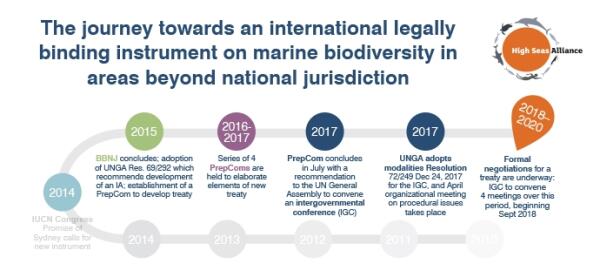 The journey towards an international legally
binding instrument on marine biodiversity in
areas beyond national jurisdiction
High Seas Alliance
2014
IUCN Congress
Promise of
Sydney calls for
new instrument
2015
BBNJ concludes; adoption
of UNGA Res. 69/292 which
recommends development
of an IA; establishment of a
PrepCom to develop treaty
2016-
2017
Series of 4
PrepComs are
held to elaborate
elements of new
treaty
2017
PrepCom concludes
in July with a
recommendation
to the UN General
Assembly to convene
an intergovernmental
conference (IGC)
2017
UNGA adopts
modalities Resolution
72/249 Dec 24, 2017
for the IGC, and April
organizational meeting
on procedural issues
takes place
2018-
2020
Formal
negotiations for a
treaty are underway:
IGC to convene
4 meetings over this
period, beginning
Sept 2018
2014
2013
2012
2011